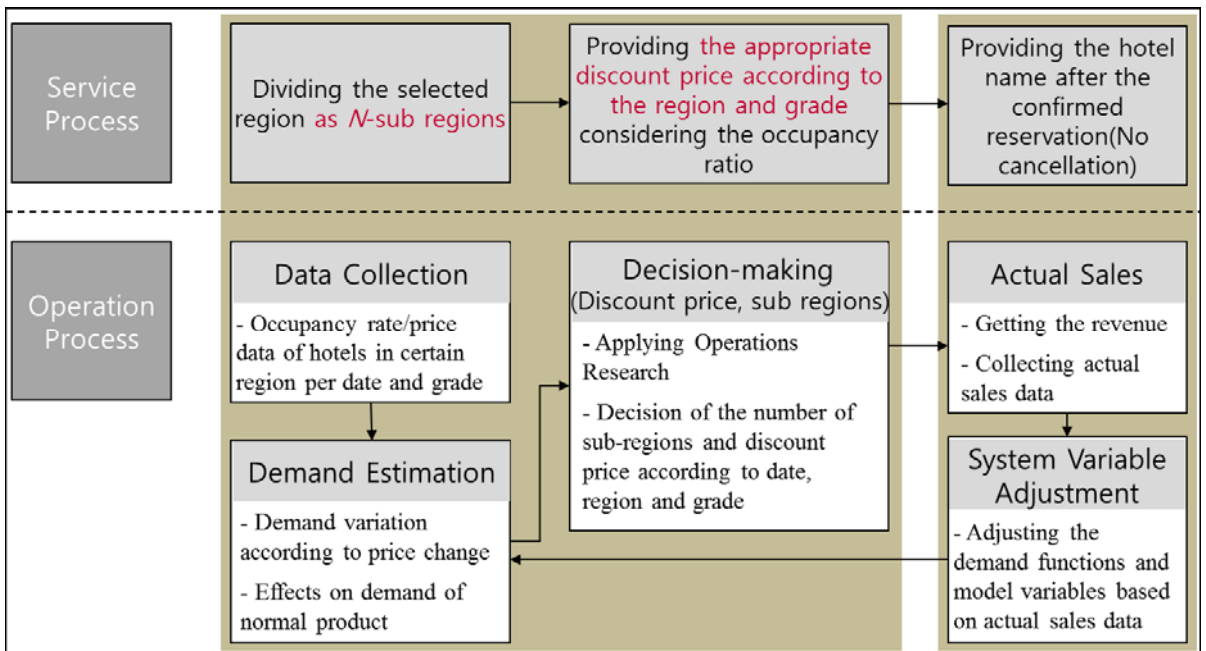 Service
Process
Dividing the selected
region as N-sub regions
Providing the appropriate
discount price according to
the region and grade
considering the occupancy
ratio
Providing the hotel
name after the
confirmed
reservation(No
cancellation)
Operation
Process
Data Collection
- Occupancy rate/price
data of hotels in certain
region per date and grade
Demand Estimation
- Demand variation
according to price change
- Effects on demand of
normal product
Decision-making
(Discount price, sub regions)
- Applying Operations
Research
- Decision of the number of
sub-regions and discount
price according to date,
region and grade
Actual Sales
- Getting the revenue
- Collecting actual
sales data
System Variable
Adjustment
- Adjusting the
demand functions and
model variables based
on actual sales data